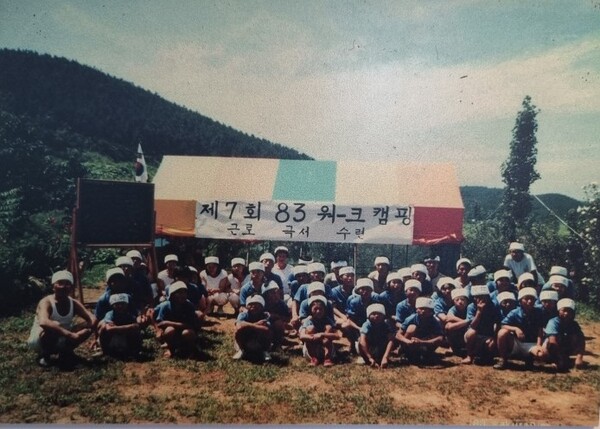 제7회 83 워-크캠핑
근로 극서 수련